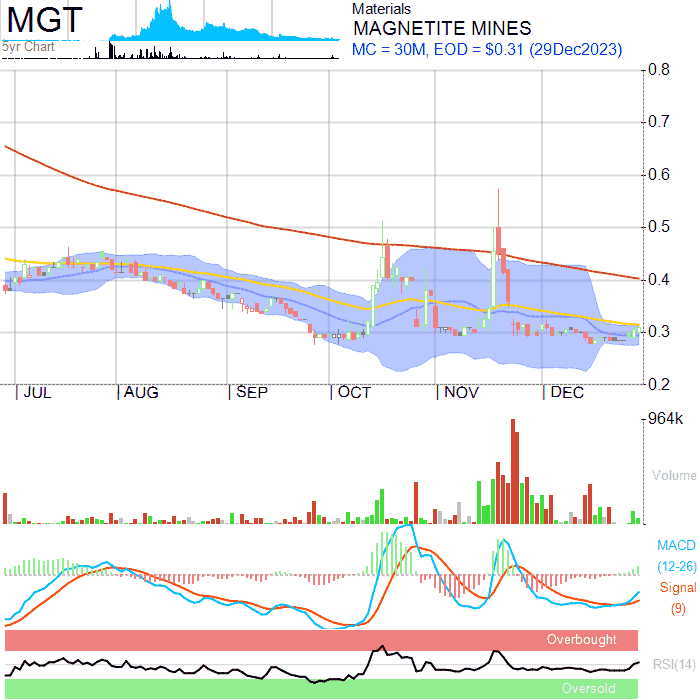 MGT
5yr Chart
Materials
MAGNETITE MINES
MC = 30M, EOD = $0.31 (29Dec2023)
0.8
0.7
0.6
0.5
0.4
0.3
0.2
JUL AUG SEP OCT NOV DEC
964k
Volume
MACD
(12-26)
Signal
(9)
Overbought
RSI(14)
Oversold